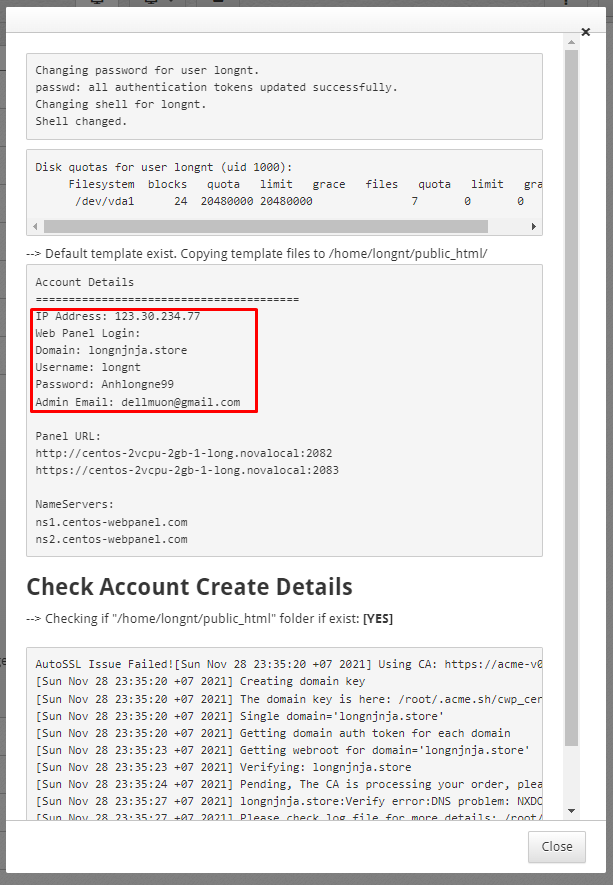 ×
Changing password for user longnt.
passwd: all authentication tokens updated successfully.
Changing shell for longnt.
Shell changed.
Disk quotas for user longnt (uid 1000):
Filesystem blocks quota limit grace files quota limit
/dev/vda1 24 20480000 20480000 7 0 0
--> Default template exist. Copying template files to /home/longnt/public_html/
Account Details
========================================
IP Address: 123.30.234.77
Web Panel Login:
Domain: longnjnja.store
Username: longnt
Password: Anhlongne99
Admin Email: dellmuon@gmail.com
Panel URL:
http://centos-2vcpu-2gb-1-long.novalocal:2082
https://centos-2vcpu-2gb-1-long.novalocal:2083
NameServers:
ns1.centos-webpanel.com
ns2.centos-webpanel.com
Check Account Create Details
--> Checking if "/home/longnt/public_html" folder if exist: [YES]
AutoSSL Issue Failed![Sun Nov 28 23:35:20 +07 2021] Using CA: https://acme-v0
[Sun Nov 28 23:35:20 +07 2021] Creating domain key
[Sun Nov 28 23:35:20 +07 2021] The domain key is here: /root/.acme.sh/cwp_cer
[Sun Nov 28 23:35:20 +07 2021] Single domain='longnjnja.store'
[Sun Nov 28 23:35:20 +07 2021] Getting domain auth token for each domain
[Sun Nov 28 23:35:23 +07 2021] Getting webroot for domain='longnjnja.store'
[Sun Nov 28 23:35:23 +07 2021] Verifying: longnjnja.store
[Sun Nov 28 23:35:24 +07 2021] Pending, The CA is processing your order, plea
[Sun Nov 28 23:35:27 +07 2021] longnjnja.store:Verify error:DNS problem: NXDO
[Sun Nov 28 23:35:27 +07 2021] Please check log file for more details: /root/
Close